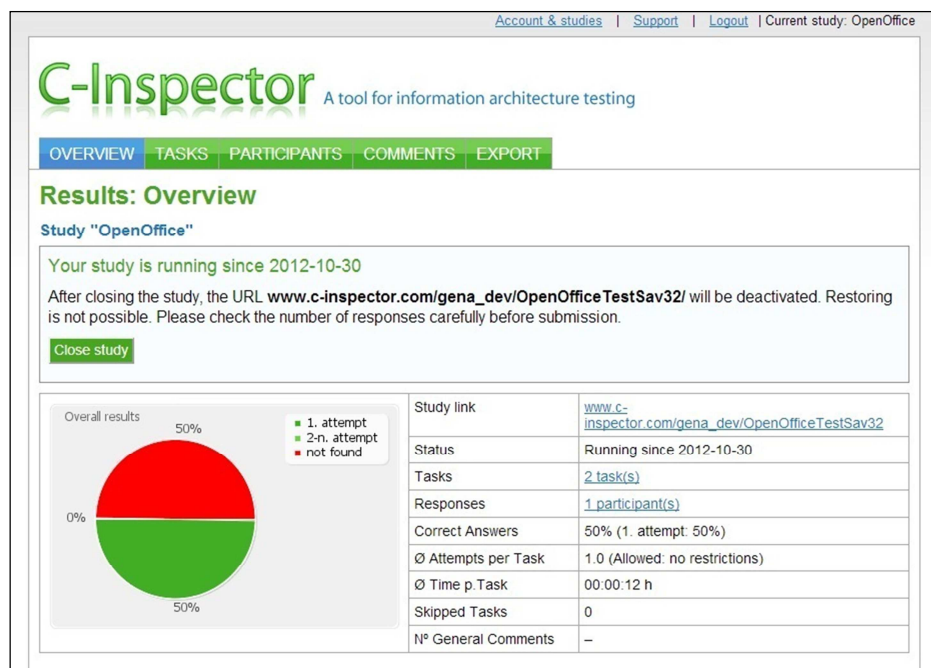 Account & studies | Support | Logout | Current study: OpenOffice
C-Inspector A tool for information architecture testing
OVERVIEW TASKS PARTICIPANTS COMMENTS EXPORT
Results: Overview
Study "OpenOffice"
Your study is running since 2012-10-30
After closing the study, the URL www.c-inspector.com/gena_dev/OpenOfficeTestSav32/ will be deactivated. Restoring
is not possible. Please check the number of responses carefully before submission.
Close study
Overall results
50%
1. attempt
2-n. attempt
not found
0%
50%
Study link www.c-
inspector.com/gena_dev/OpenOfficeTestSav32
Status Running since 2012-10-30
Tasks 2 task(s)
Responses 1 participant(s)
Correct Answers 50% (1. attempt: 50%)
Ø Attempts per Task 1.0 (Allowed: no restrictions)
Ø Time p.Task 00:00:12 h
Skipped Tasks 0
Nº General Comments –